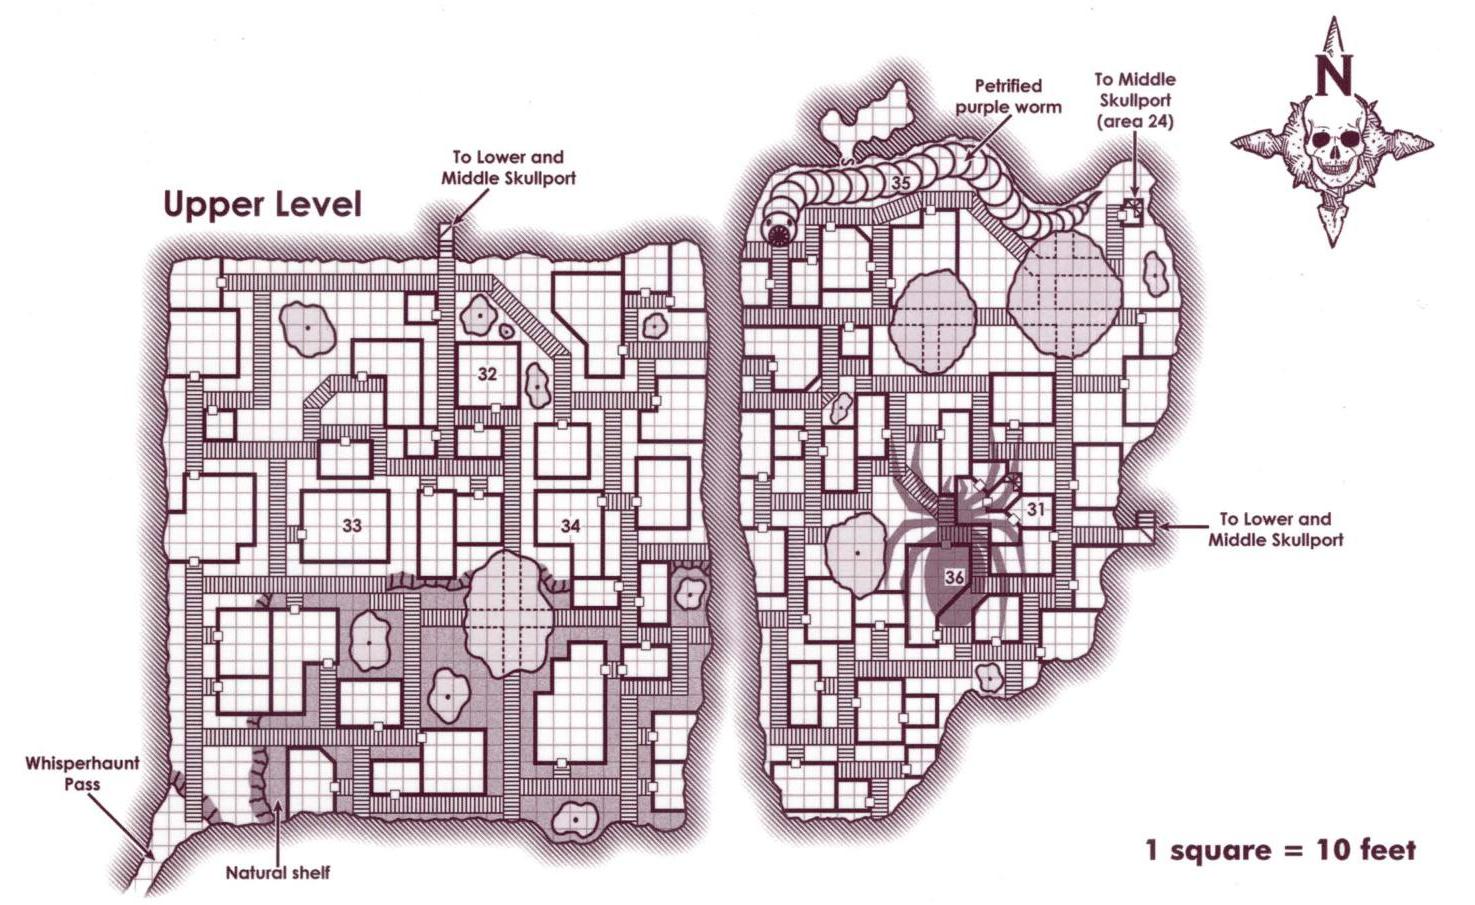 N
Petrified
purple worm
To Middle
Skullport
(area 24)
To Lower and
Middle Skullport
Upper Level
35
S
32
33
34
31
To Lower and
Middle Skullport
36
Whisperhaunt
Pass
Natural shelf
1 square = 10 feet